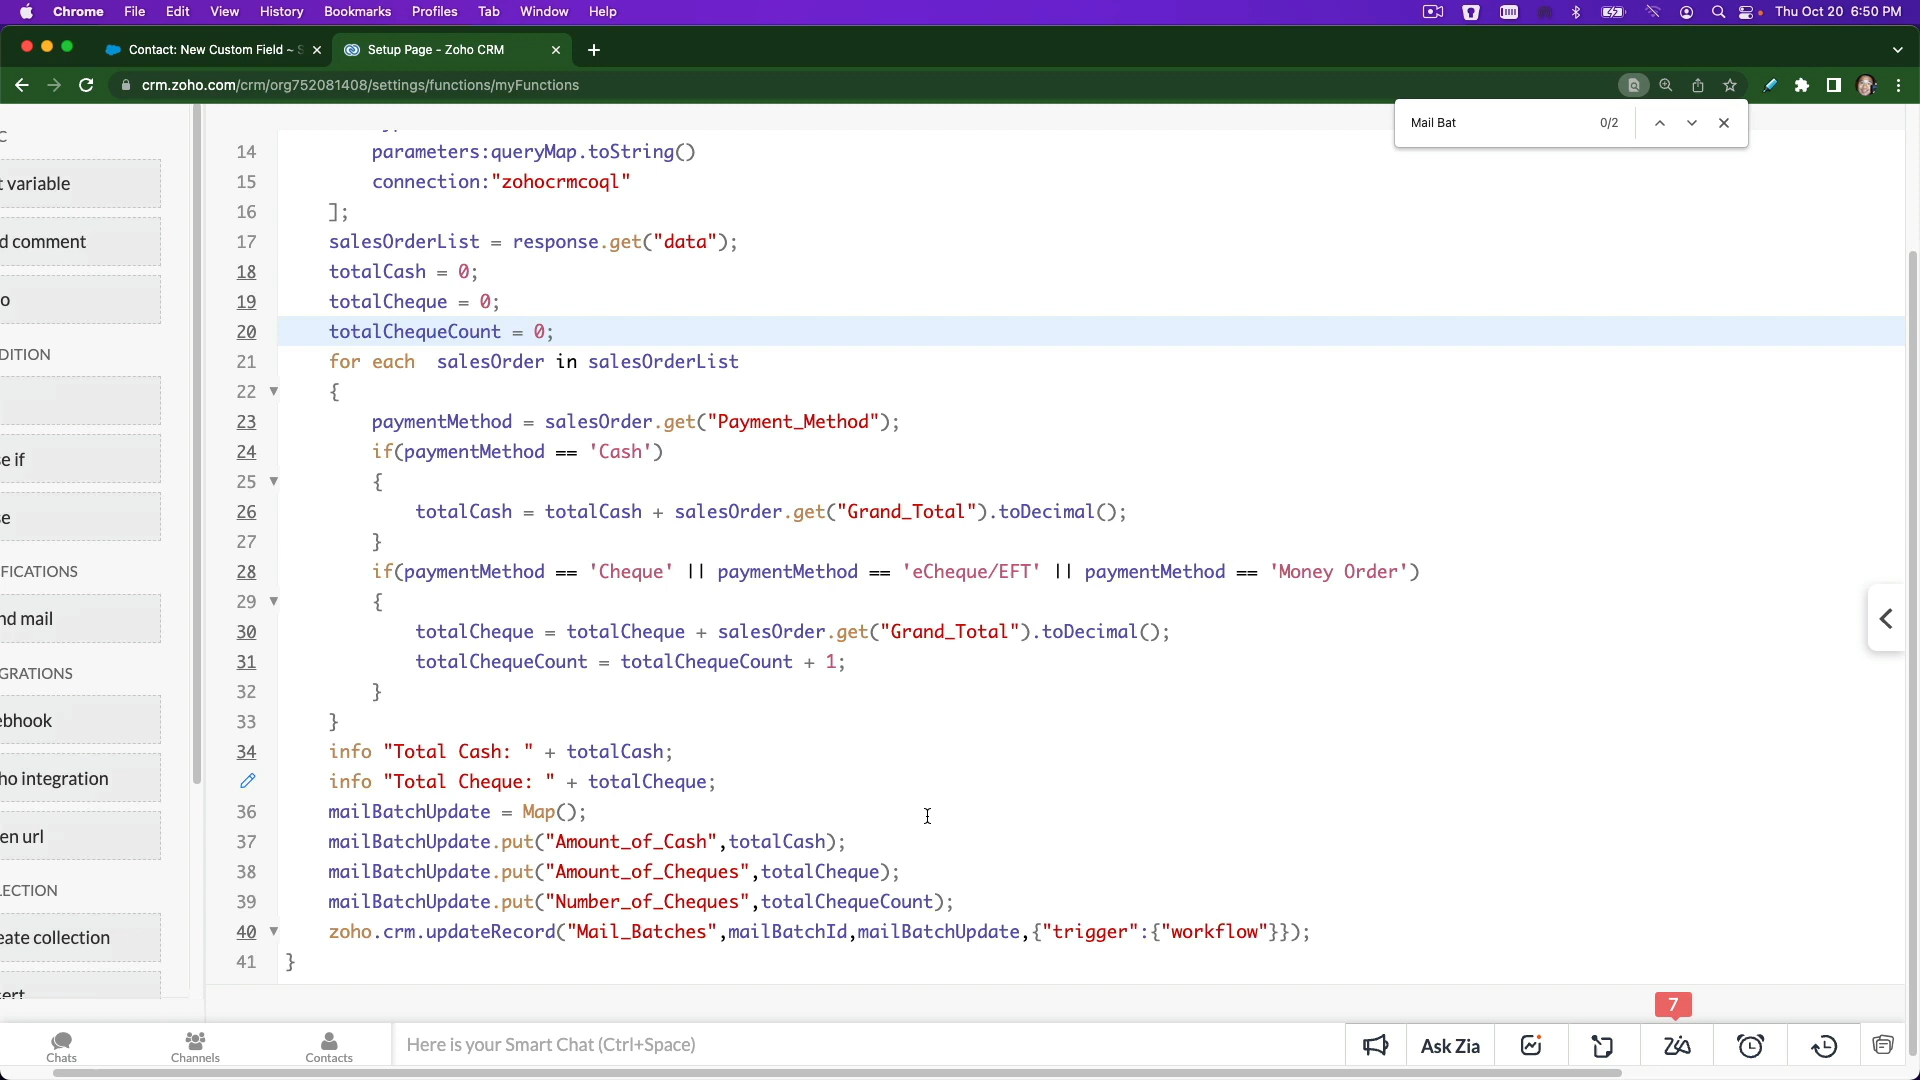 Chrome File Edit View History Bookmarks Profiles Tab Window Help Thu Oct 20 6:50 PM
Contact: New Custom Field ~ S Setup Page - Zoho CRM
crm.zoho.com/crm/org752081408/settings/functions/myFunctions
Mail Bat 0/2
C
t variable
d comment
o
DITION
e if
se
FICATIONS
nd mail
GRATIONS
ebhook
ho integration
en url
LECTION
eate collection
14 parameters:queryMap.toString()
15 connection:"zohocrmcoql"
16 ];
17 salesOrderList = response.get("data");
18 totalCash = 0;
19 totalCheque = 0;
20 totalChequeCount = 0;
21 for each salesOrder in salesOrderList
22 {
23 paymentMethod = salesOrder.get("Payment_Method");
24 if(paymentMethod == 'Cash')
25 {
26 totalCash = totalCash + salesOrder.get("Grand_Total").toDecimal();
27 }
28 if(paymentMethod == 'Cheque' || paymentMethod == 'eCheque/EFT' || paymentMethod == 'Money Order')
29 {
30 totalCheque = totalCheque + salesOrder.get("Grand_Total").toDecimal();
31 totalChequeCount = totalChequeCount + 1;
32 }
33 }
34 info "Total Cash: " + totalCash;
info "Total Cheque: " + totalCheque;
36 mailBatchUpdate = Map();
37 mailBatchUpdate.put("Amount_of_Cash",totalCash);
38 mailBatchUpdate.put("Amount_of_Cheques",totalCheque);
39 mailBatchUpdate.put("Number_of_Cheques",totalChequeCount);
40 zoho.crm.updateRecord("Mail_Batches",mailBatchId,mailBatchUpdate,{"trigger":{"workflow"}});
41 }
7
Chats Channels Contacts Here is your Smart Chat (Ctrl+Space) Ask Zia